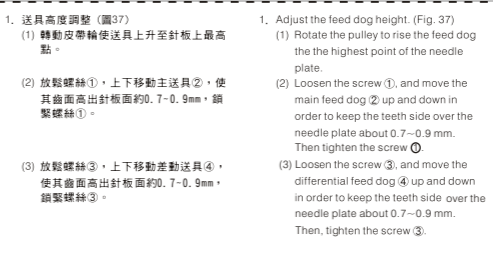 1. 送具高度調整（圖37）
(1) 轉動皮帶輪使送具上升至針板上最高
點。
(2) 放鬆螺絲①，上下移動主送具②，使
其齒面高出針板面約0.7-0.9mm，鎖
緊螺絲①。
(3) 放鬆螺絲③，上下移動差動送具④，
使其齒面高出針板面約0.7-0.9mm，
鎖緊螺絲③。
1. Adjust the feed dog height. (Fig. 37)
(1) Rotate the pulley to rise the feed dog
the the highest point of the needle
plate.
(2) Loosen the screw ①, and move the
main feed dog ② up and down in
order to keep the teeth side over the
needle plate about 0.7~0.9 mm.
Then tighten the screw ①.
(3) Loosen the screw ③, and move the
differential feed dog ④ up and down
in order to keep the teeth side over the
needle plate about 0.7~0.9 mm.
Then, tighten the screw ③.